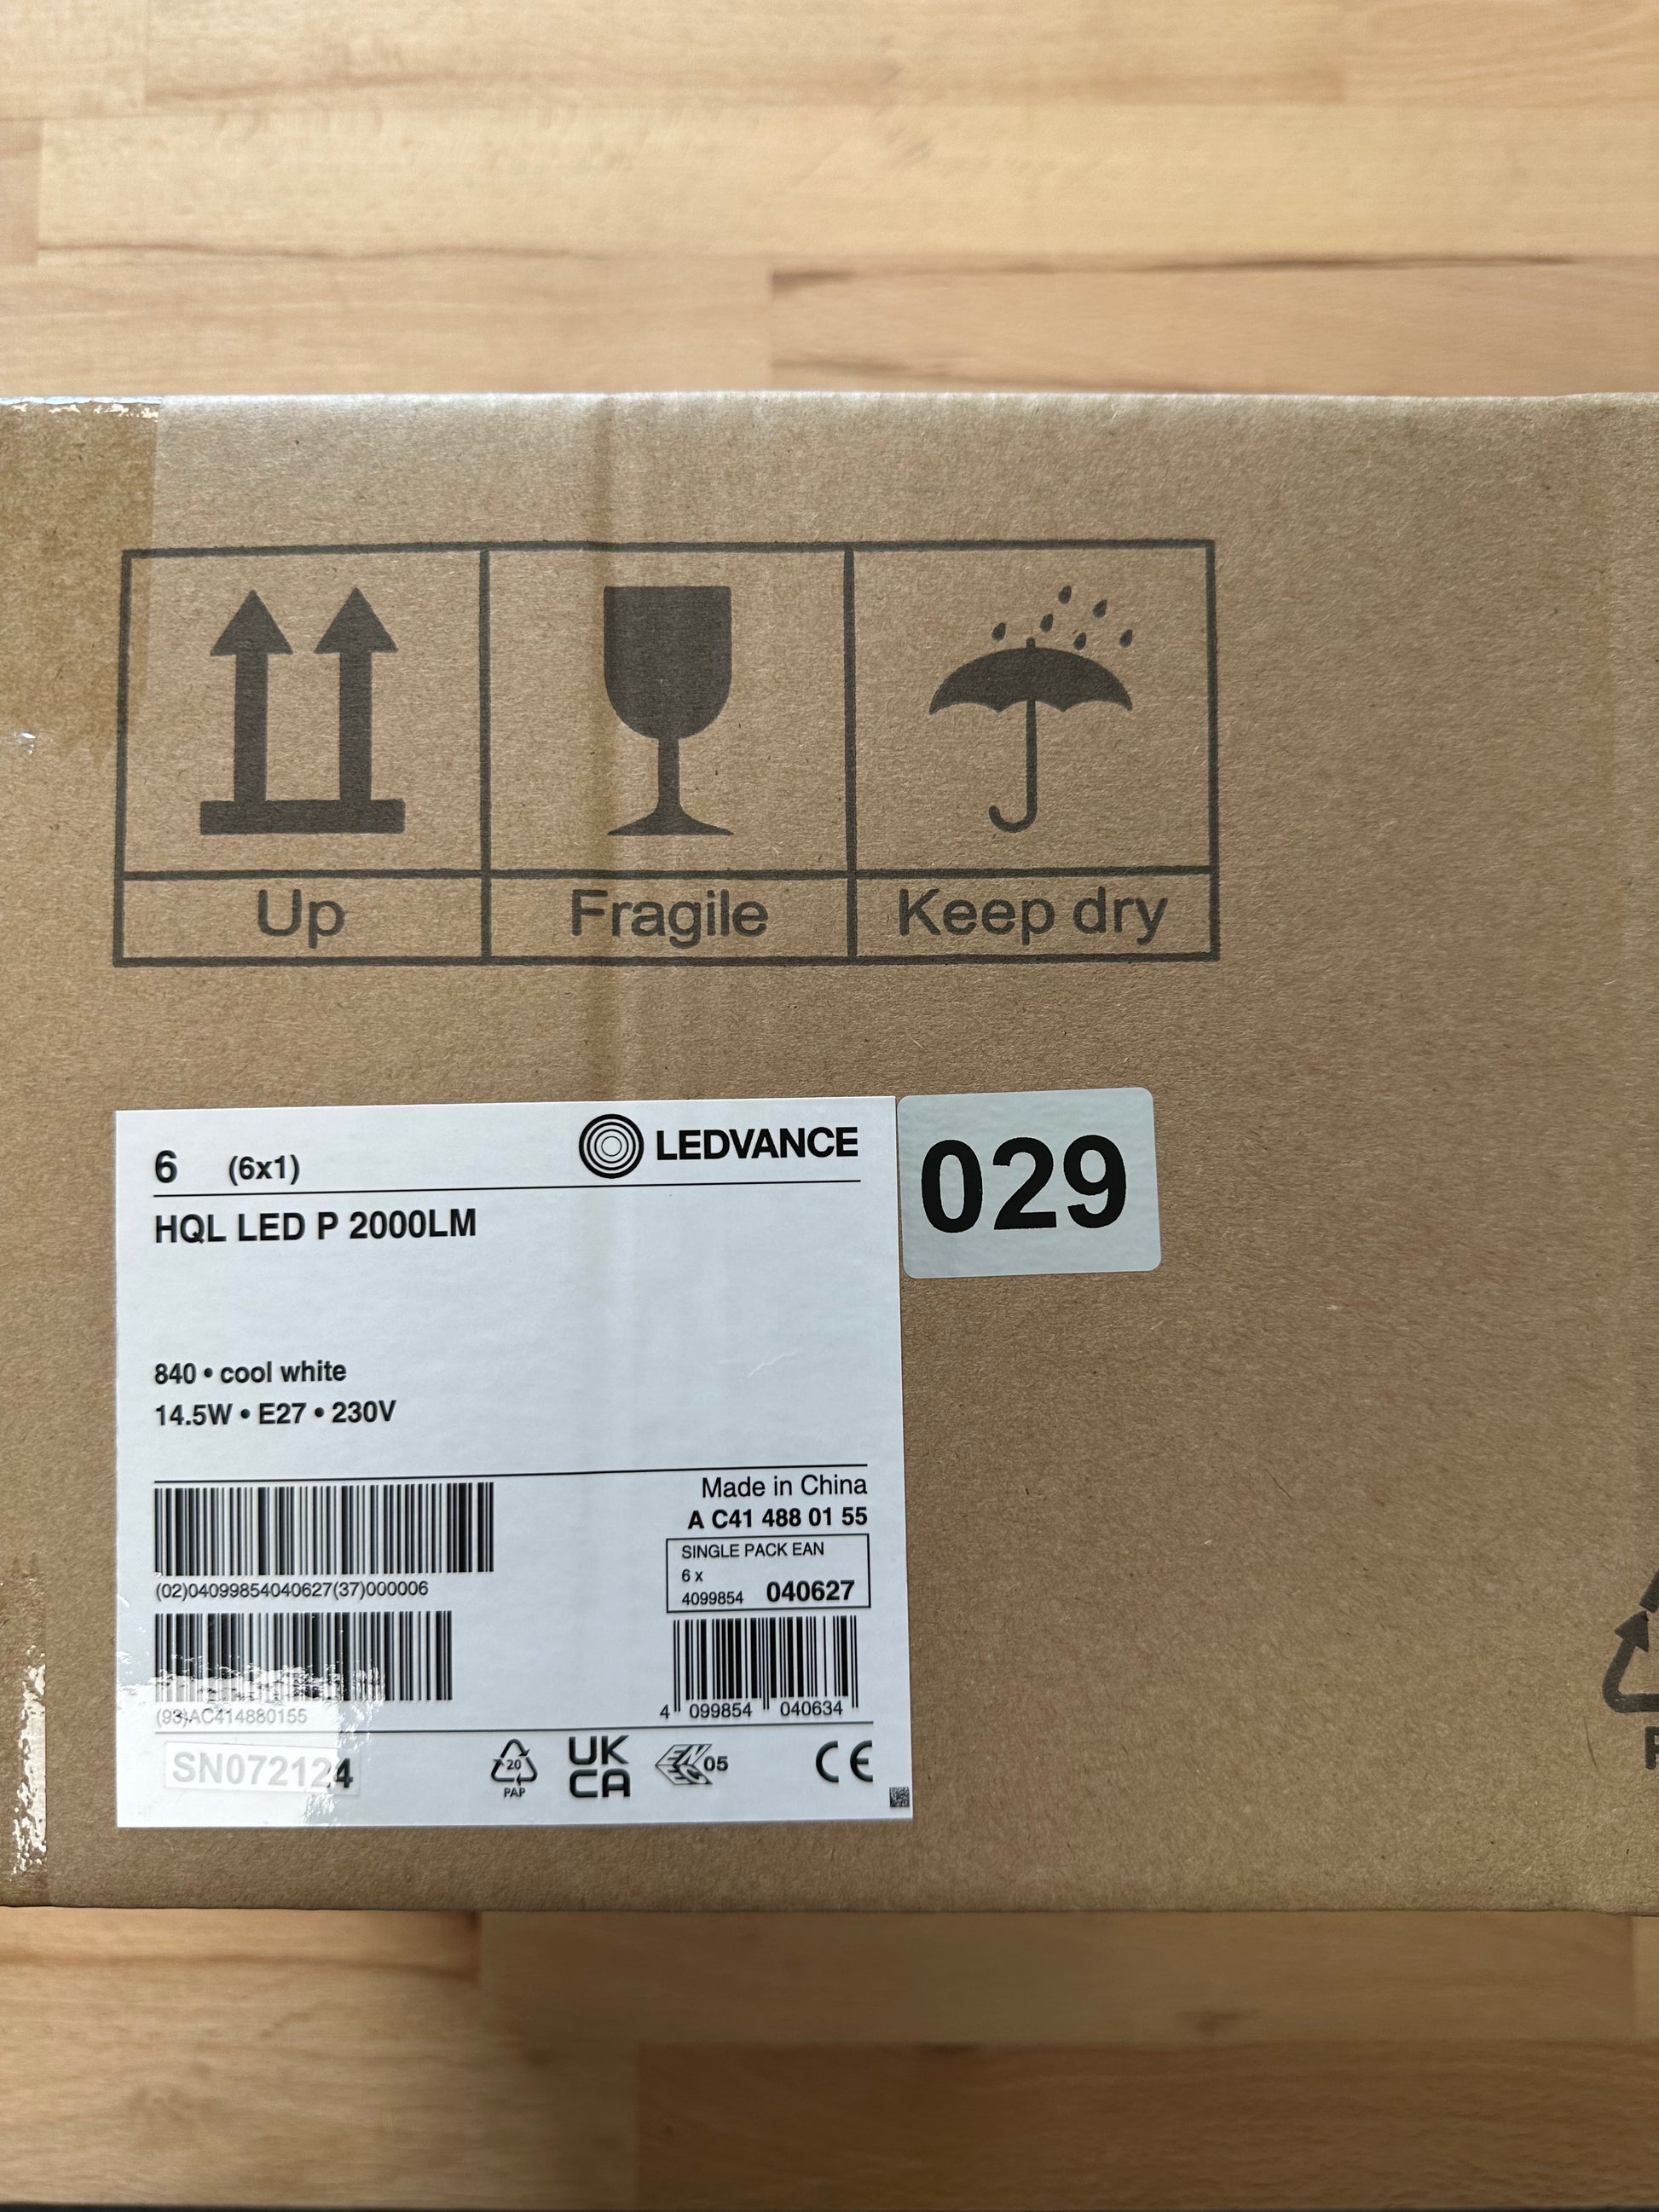 Up
Fragile
Keep dry
6 (6x1)
LEDVANCE
029
HQL LED P 2000LM
840 • cool white
14.5W • E27 • 230V
Made in China
A C41 488 01 55
SINGLE PACK EAN
6 x
4099854 040627
(02)04099854040627(37)000006
(93)AC414880155
4 099854 040634
SN072124
20
PAP
UK
CA
ENEC 05
CE